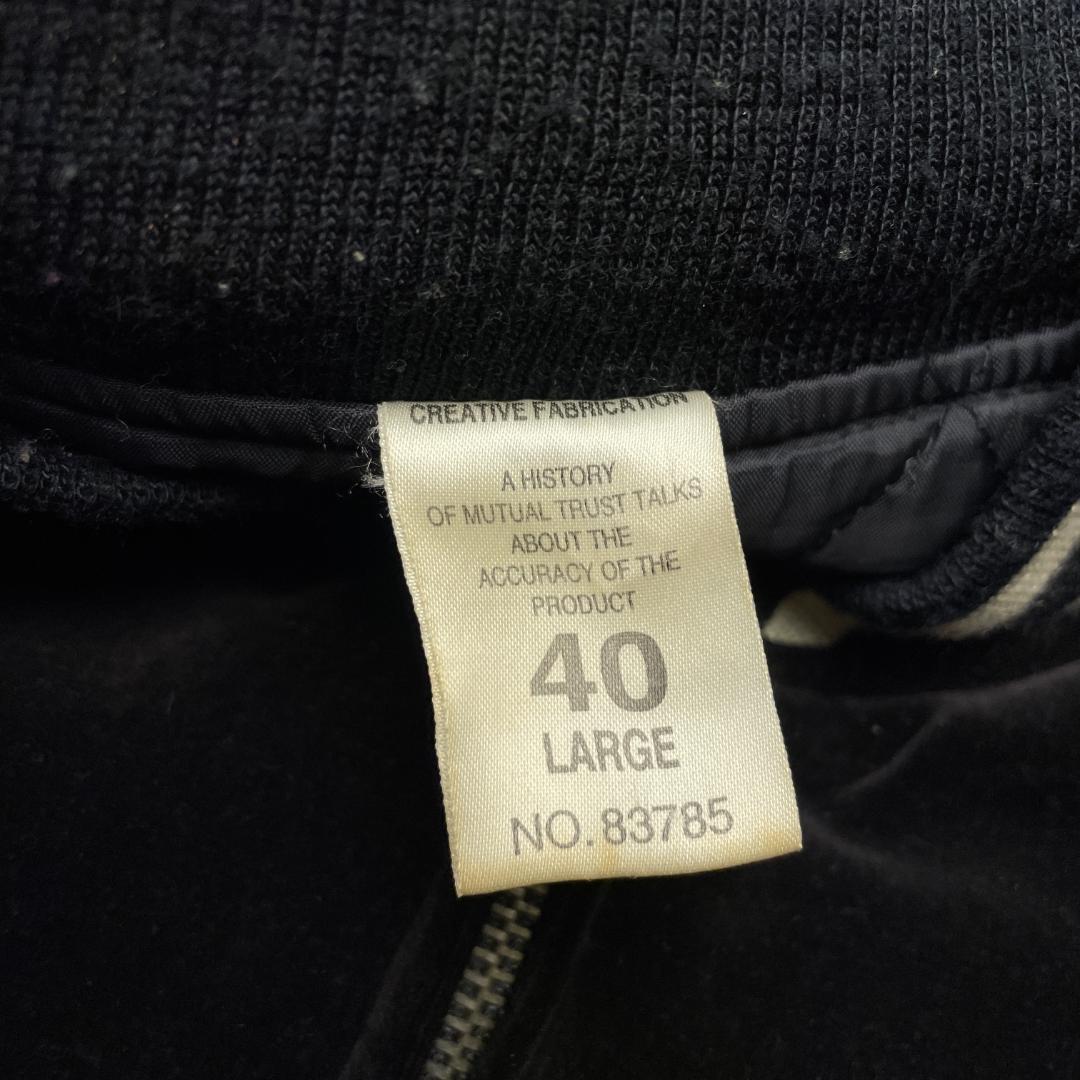 CREATIVE FABRICATION
A HISTORY
OF MUTUAL TRUST TALKS
ABOUT THE
ACCURACY OF THE
PRODUCT
40
LARGE
NO. 83785